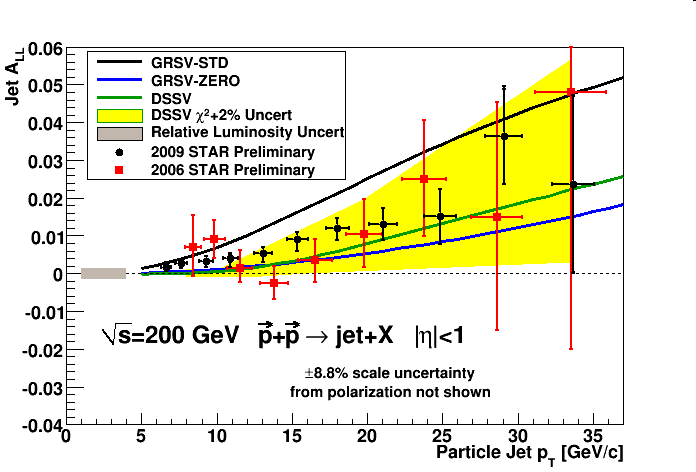 Jet A_LL
0.06
0.05
0.04
0.03
0.02
0.01
0
-0.01
-0.02
-0.03
-0.04
GRSV-STD
GRSV-ZERO
DSSV
DSSV χ²+2% Uncert
Relative Luminosity Uncert
2009 STAR Preliminary
2006 STAR Preliminary
√s=200 GeV p⃗+p⃗ → jet+X |η|<1
±8.8% scale uncertainty
from polarization not shown
0 5 10 15 20 25 30 35
Particle Jet p_T [GeV/c]